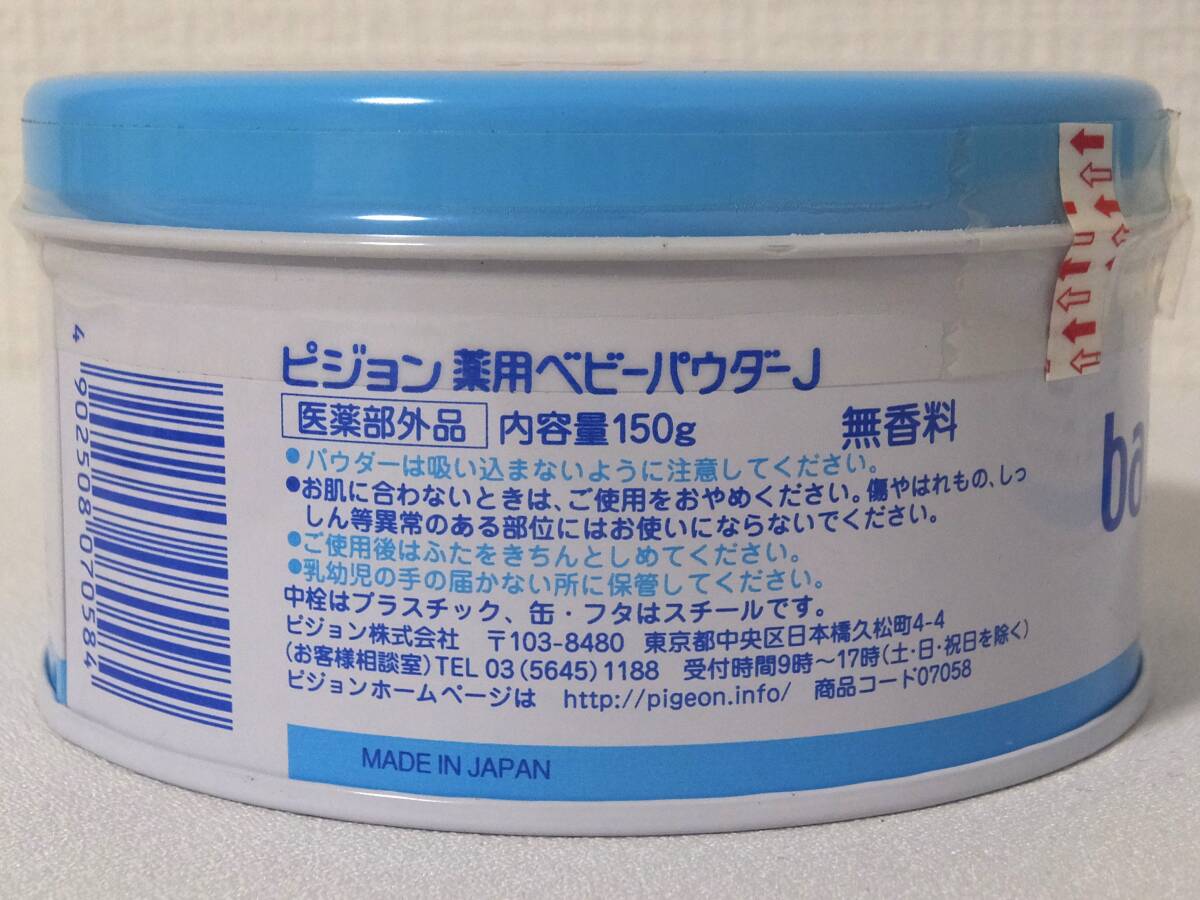 ピジョン 薬用ベビーパウダーJ
医薬部外品 内容量150g 無香料
●パウダーは吸い込まないように注意してください。
●お肌に合わないときは、ご使用をおやめください。傷やはれもの、しっ
しん等異常のある部位にはお使いにならないでください。
●ご使用後はふたをきちんとしめてください。
●乳幼児の手の届かない所に保管してください。
中栓はプラスチック、缶・フタはスチールです。
ピジョン株式会社 〒103-8480 東京都中央区日本橋久松町4-4
(お客様相談室)TEL 03(5645)1188 受付時間9時〜17時(土・日・祝日を除く)
ピジョンホームページは http://pigeon.info/ 商品コード07058
MADE IN JAPAN
4 902508 070584
ba